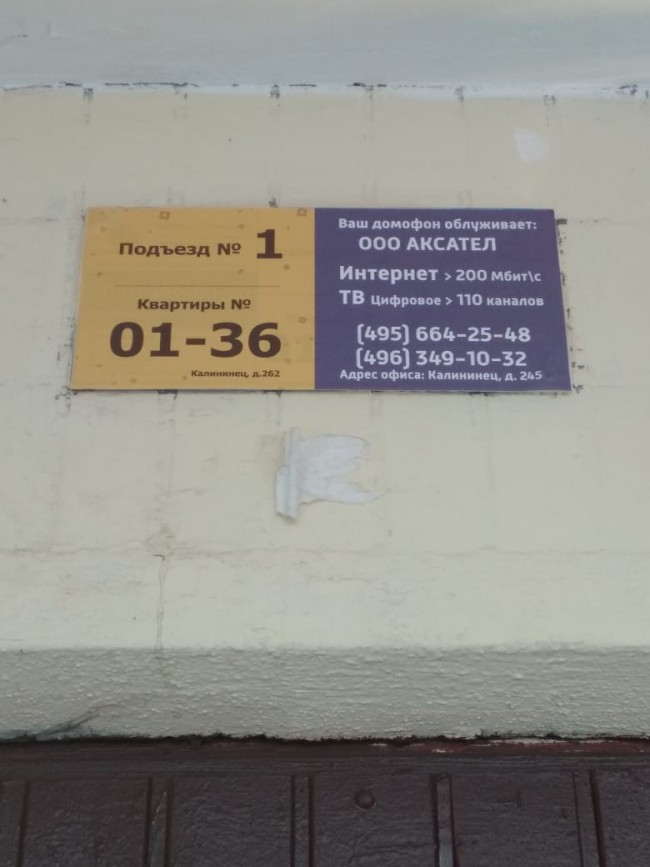 Подъезд № 1
Квартиры №
01-36
Калининец, д.262
Ваш домофон облуживает:
ООО АКСАТЕЛ
Интернет > 200 Мбит\с
ТВ Цифровое > 110 каналов
(495) 664-25-48
(496) 349-10-32
Адрес офиса: Калининец, д. 245